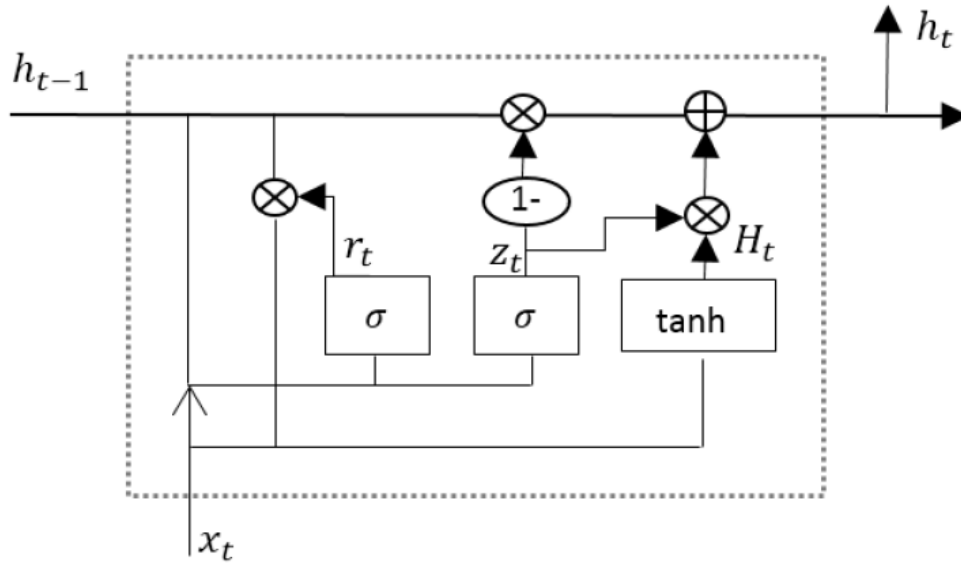 h_t
h_{t−1}
1-
r_t
z_t
H_t
σ
σ
tanh
x_t